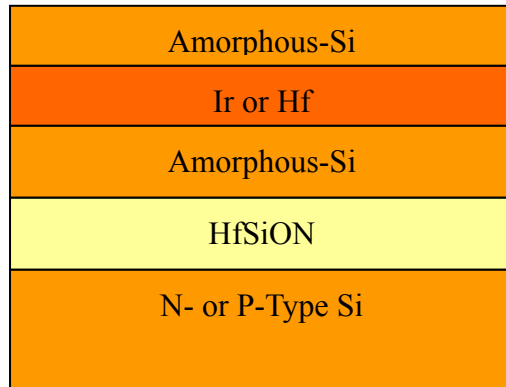 Amorphous-Si
Ir or Hf
Amorphous-Si
HfSiON
N- or P-Type Si